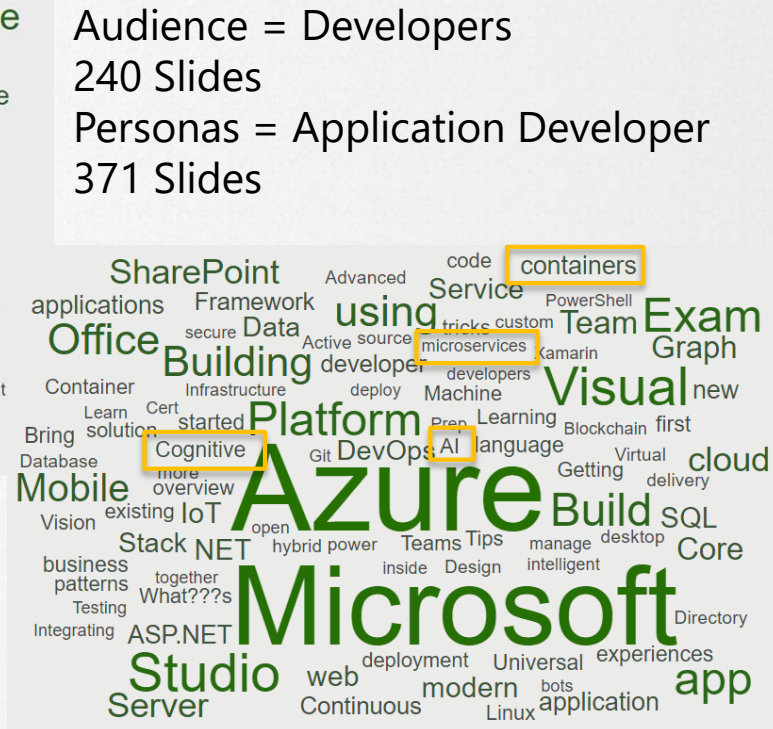 e
e
Audience = Developers
240 Slides
Personas = Application Developer
371 Slides
code containers
SharePoint Advanced
Service
applications Framework using PowerShell
tricks custom Team Exam
Office secure Data Active source microservices Xamarin Graph
Building developer developers
Container Infrastructure deploy Machine Visual new
t
Learn Cert started Platform Prep Learning Blockchain first
Bring solution
Cognitive Git DevOps AI language Virtual cloud
Database more Getting
Mobile overview Azure delivery
Vision existing IoT open Build SQL
Stack NET hybrid power Teams Tips manage desktop Core
business inside Design intelligent
patterns together
Testing What???s Microsoft Directory
Integrating ASP.NET
Studio deployment Universal experiences
web modern bots app
Server Continuous Linux application